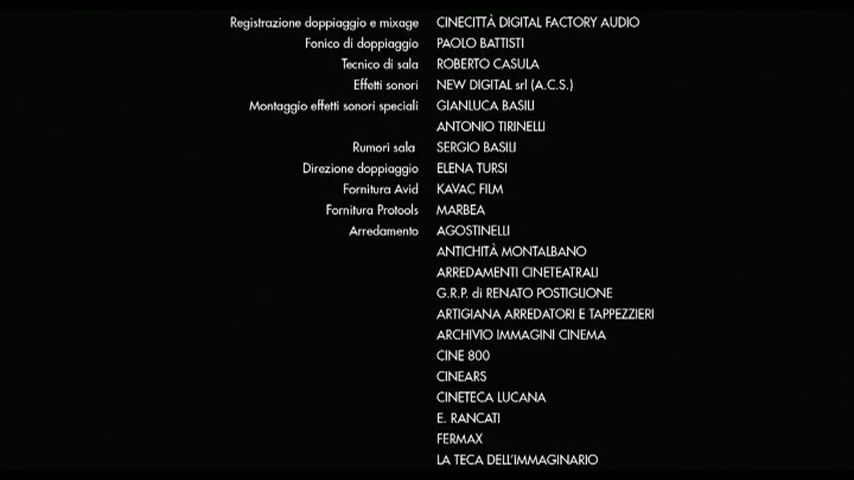 Registrazione doppiaggio e mixage CINECITTÀ DIGITAL FACTORY AUDIO
Fonico di doppiaggio PAOLO BATTISTI
Tecnico di sala ROBERTO CASULA
Effetti sonori NEW DIGITAL srl (A.C.S.)
Montaggio effetti sonori speciali GIANLUCA BASILI
ANTONIO TIRINELLI
Rumori sala SERGIO BASILI
Direzione doppiaggio ELENA TURSI
Fornitura Avid KAVAC FILM
Fornitura Protools MARBEA
Arredamento AGOSTINELLI
ANTICHITÀ MONTALBANO
ARREDAMENTI CINETEATRALI
G.R.P. di RENATO POSTIGLIONE
ARTIGIANA ARREDATORI E TAPPEZZIERI
ARCHIVIO IMMAGINI CINEMA
CINE 800
CINEARS
CINETECA LUCANA
E. RANCATI
FERMAX
LA TECA DELL'IMMAGINARIO